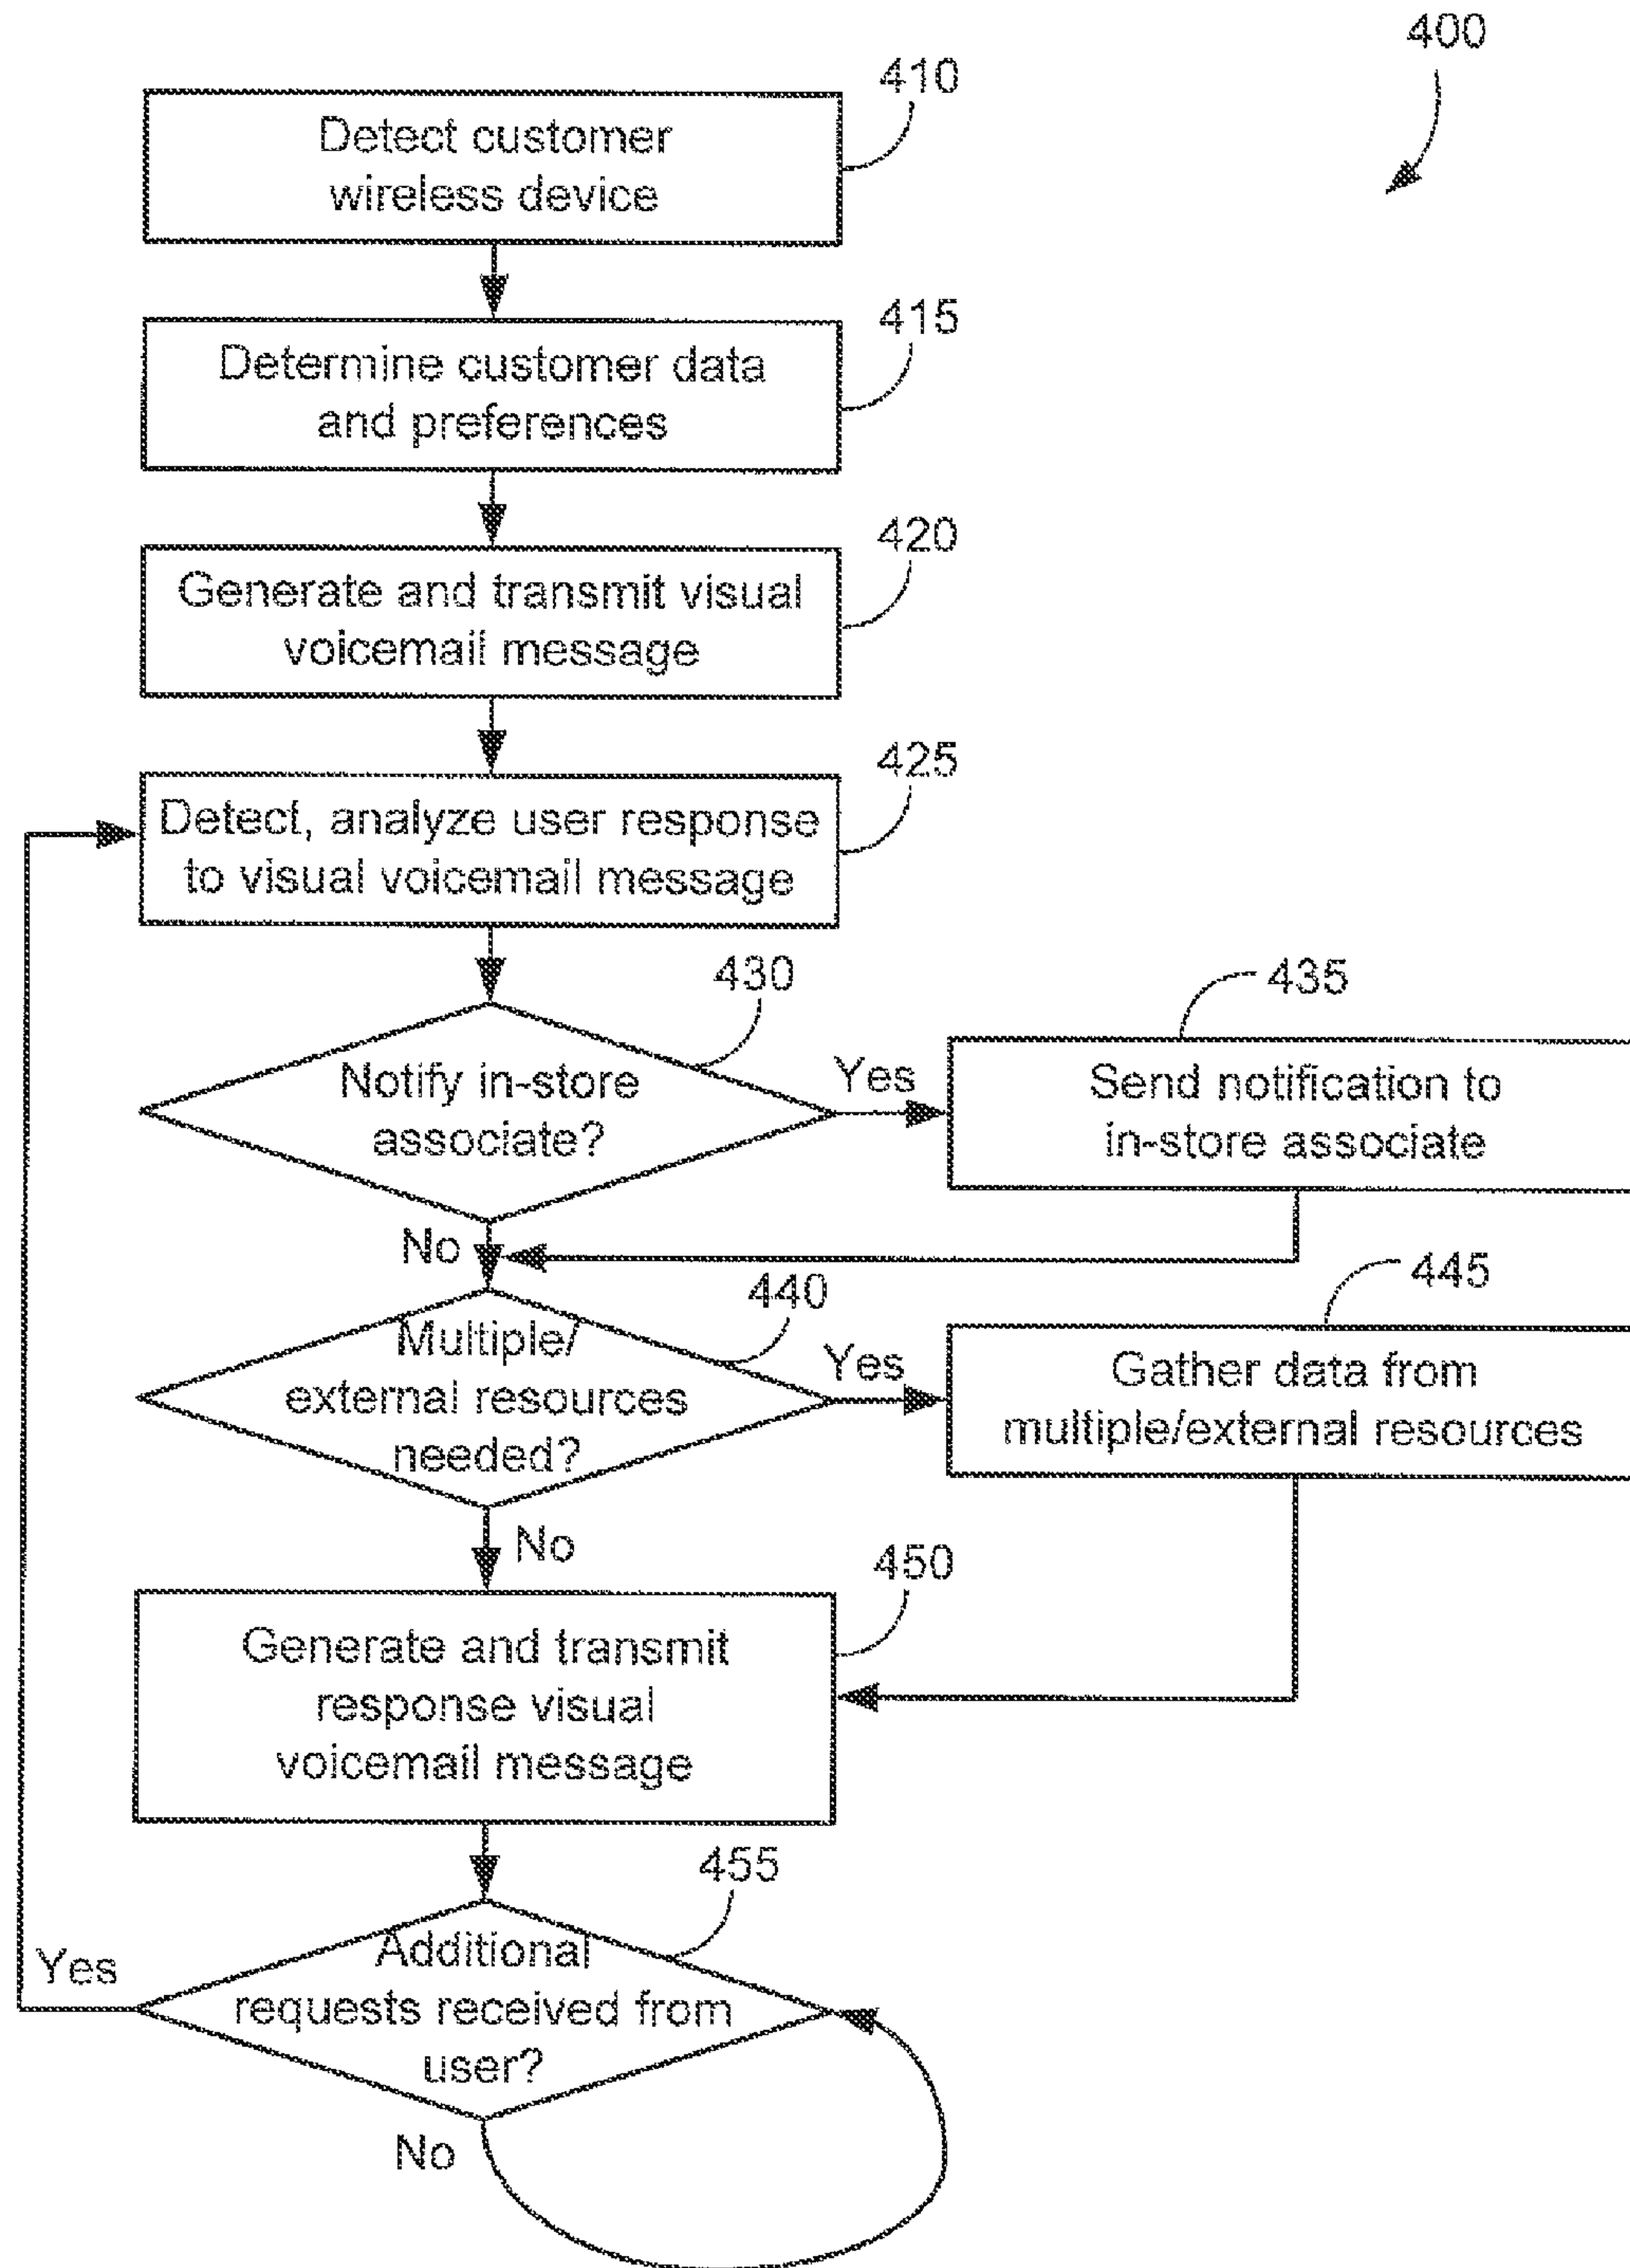 400
410
Detect customer
wireless device
415
Determine customer data
and preferences
420
Generate and transmit visual
voicemail message
425
Detect, analyze user response
to visual voicemail message
430
Notify in-store
associate?
Yes
435
Send notification to
in-store associate
No
440
Multiple/
external resources
needed?
Yes
445
Gather data from
multiple/external resources
No
450
Generate and transmit
response visual
voicemail message
455
Additional
requests received from
user?
Yes
No